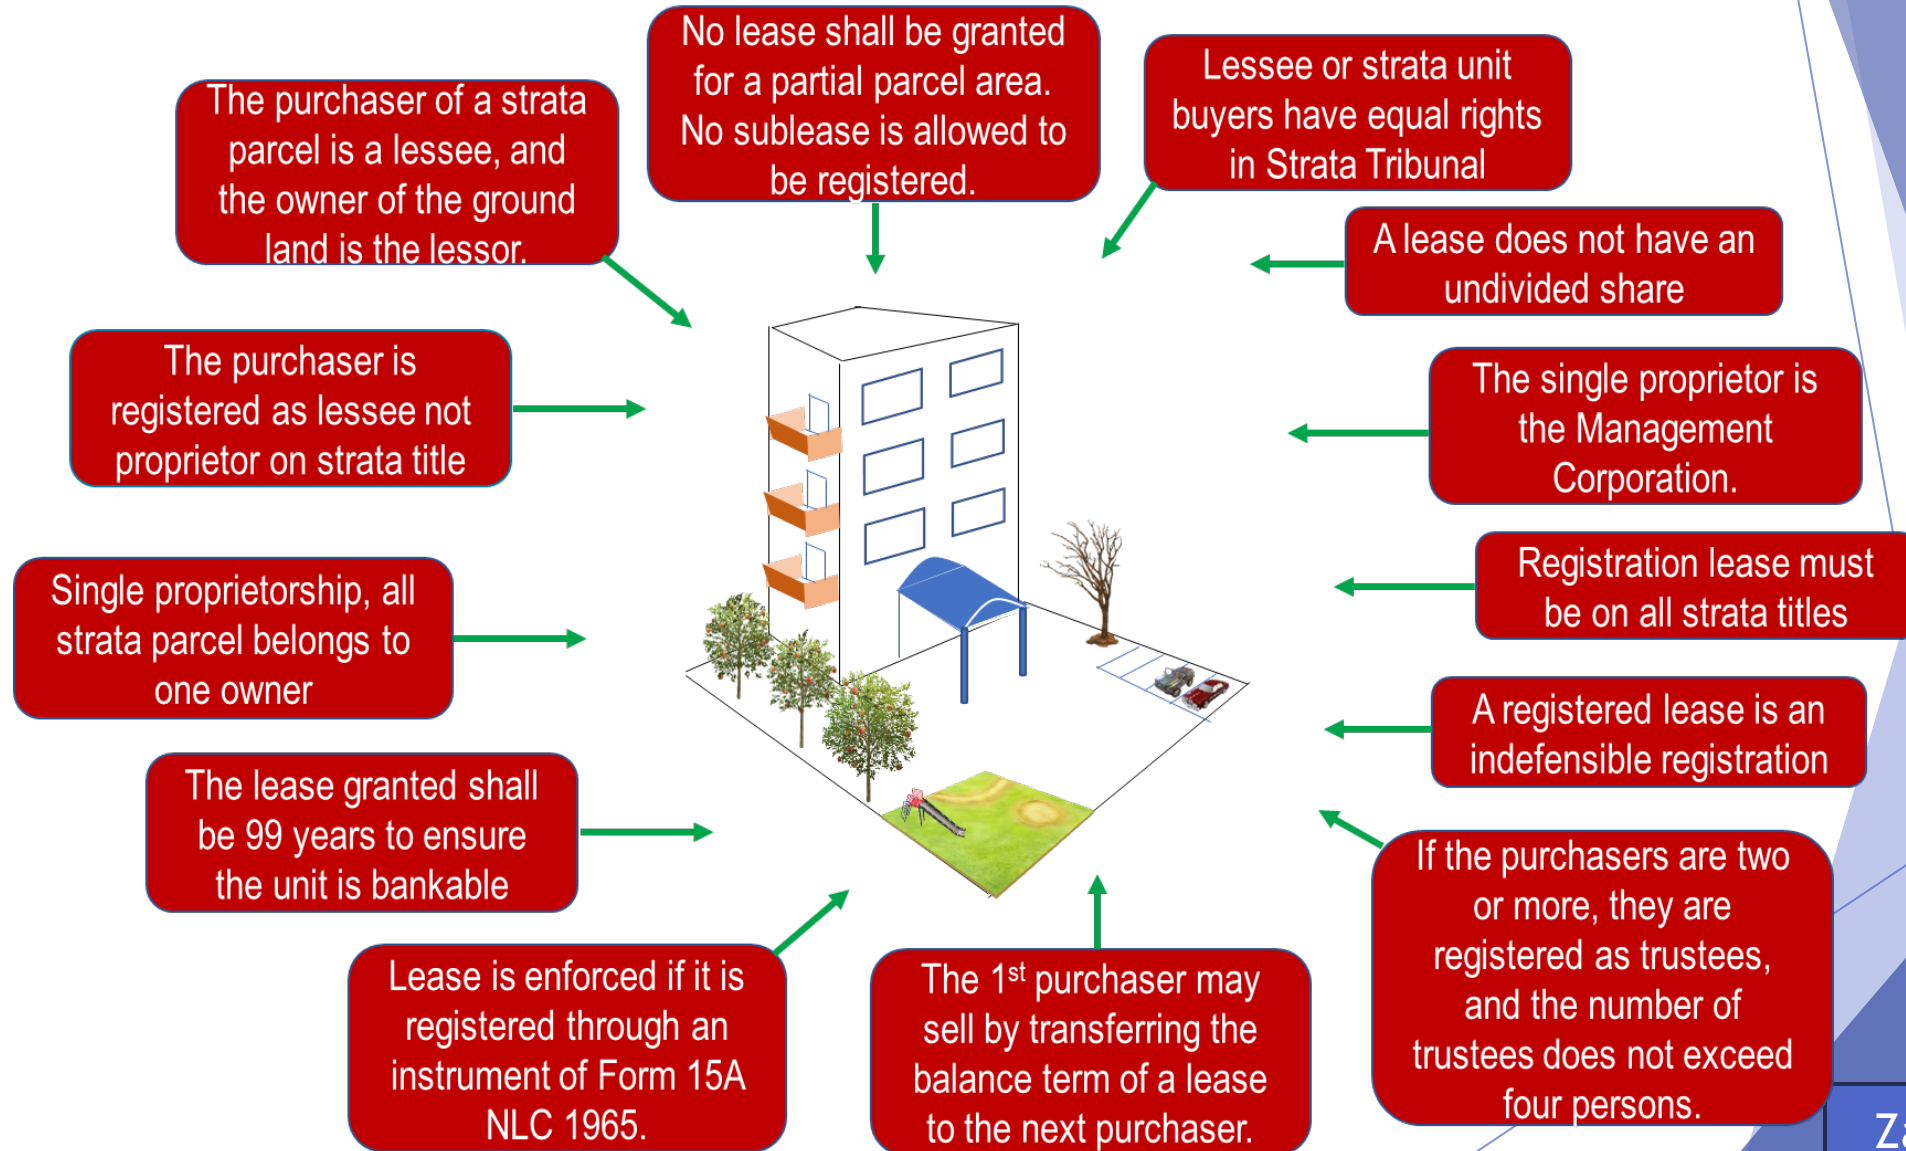 No lease shall be granted
for a partial parcel area.
No sublease is allowed to
be registered.
Lessee or strata unit
buyers have equal rights
in Strata Tribunal
The purchaser of a strata
parcel is a lessee, and
the owner of the ground
land is the lessor.
A lease does not have an
undivided share
The purchaser is
registered as lessee not
proprietor on strata title
The single proprietor is
the Management
Corporation.
Single proprietorship, all
strata parcel belongs to
one owner
Registration lease must
be on all strata titles
A registered lease is an
indefensible registration
The lease granted shall
be 99 years to ensure
the unit is bankable
If the purchasers are two
or more, they are
registered as trustees,
and the number of
trustees does not exceed
four persons.
Lease is enforced if it is
registered through an
instrument of Form 15A
NLC 1965.
The 1st purchaser may
sell by transferring the
balance term of a lease
to the next purchaser.